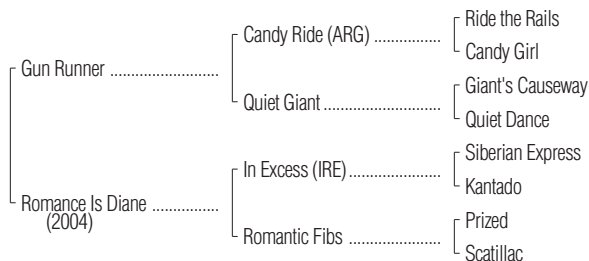 Ride the Rails
Candy Ride (ARG) ..................
Candy Girl
Gun Runner .............................
Giant's Causeway
Quiet Giant ...............................
Quiet Dance
Siberian Express
In Excess (IRE) ........................
Kantado
Romance Is Diane .................
(2004)
Prized
Romantic Fibs ........................
Scatillac